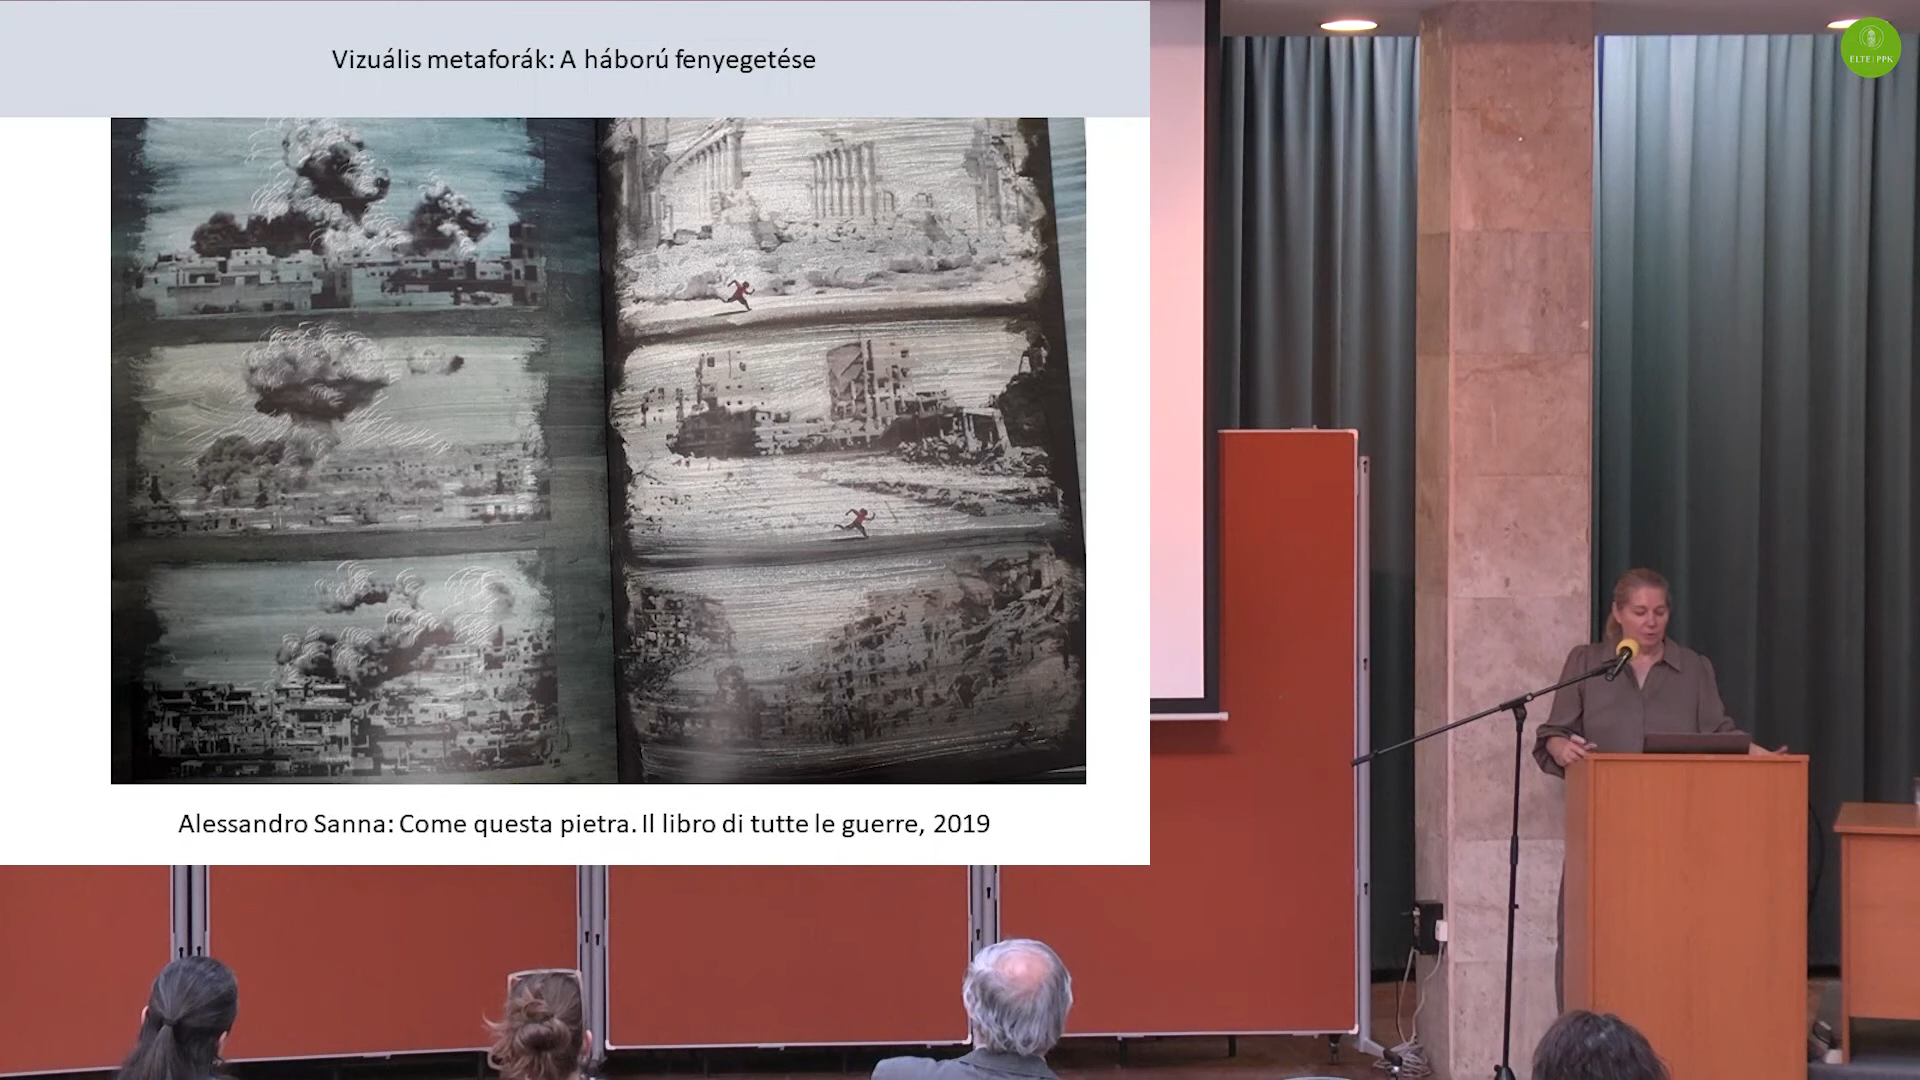 Vizuális metaforák: A háború fenyegetése
ELTE | PPK
Alessandro Sanna: Come questa pietra. Il libro di tutte le guerre, 2019